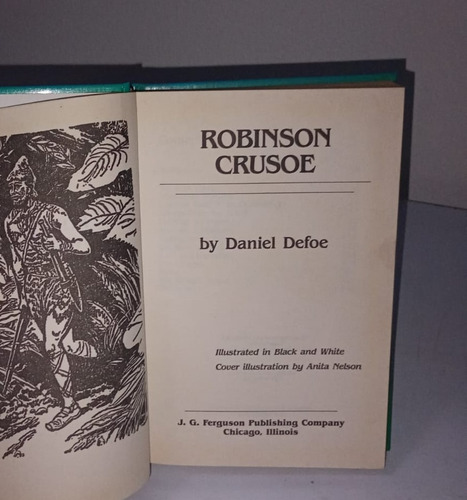 ROBINSON
CRUSOE
by Daniel Defoe
Illustrated in Black and White
Cover illustration by Anita Nelson
J. G. Ferguson Publishing Company
Chicago, Illinois